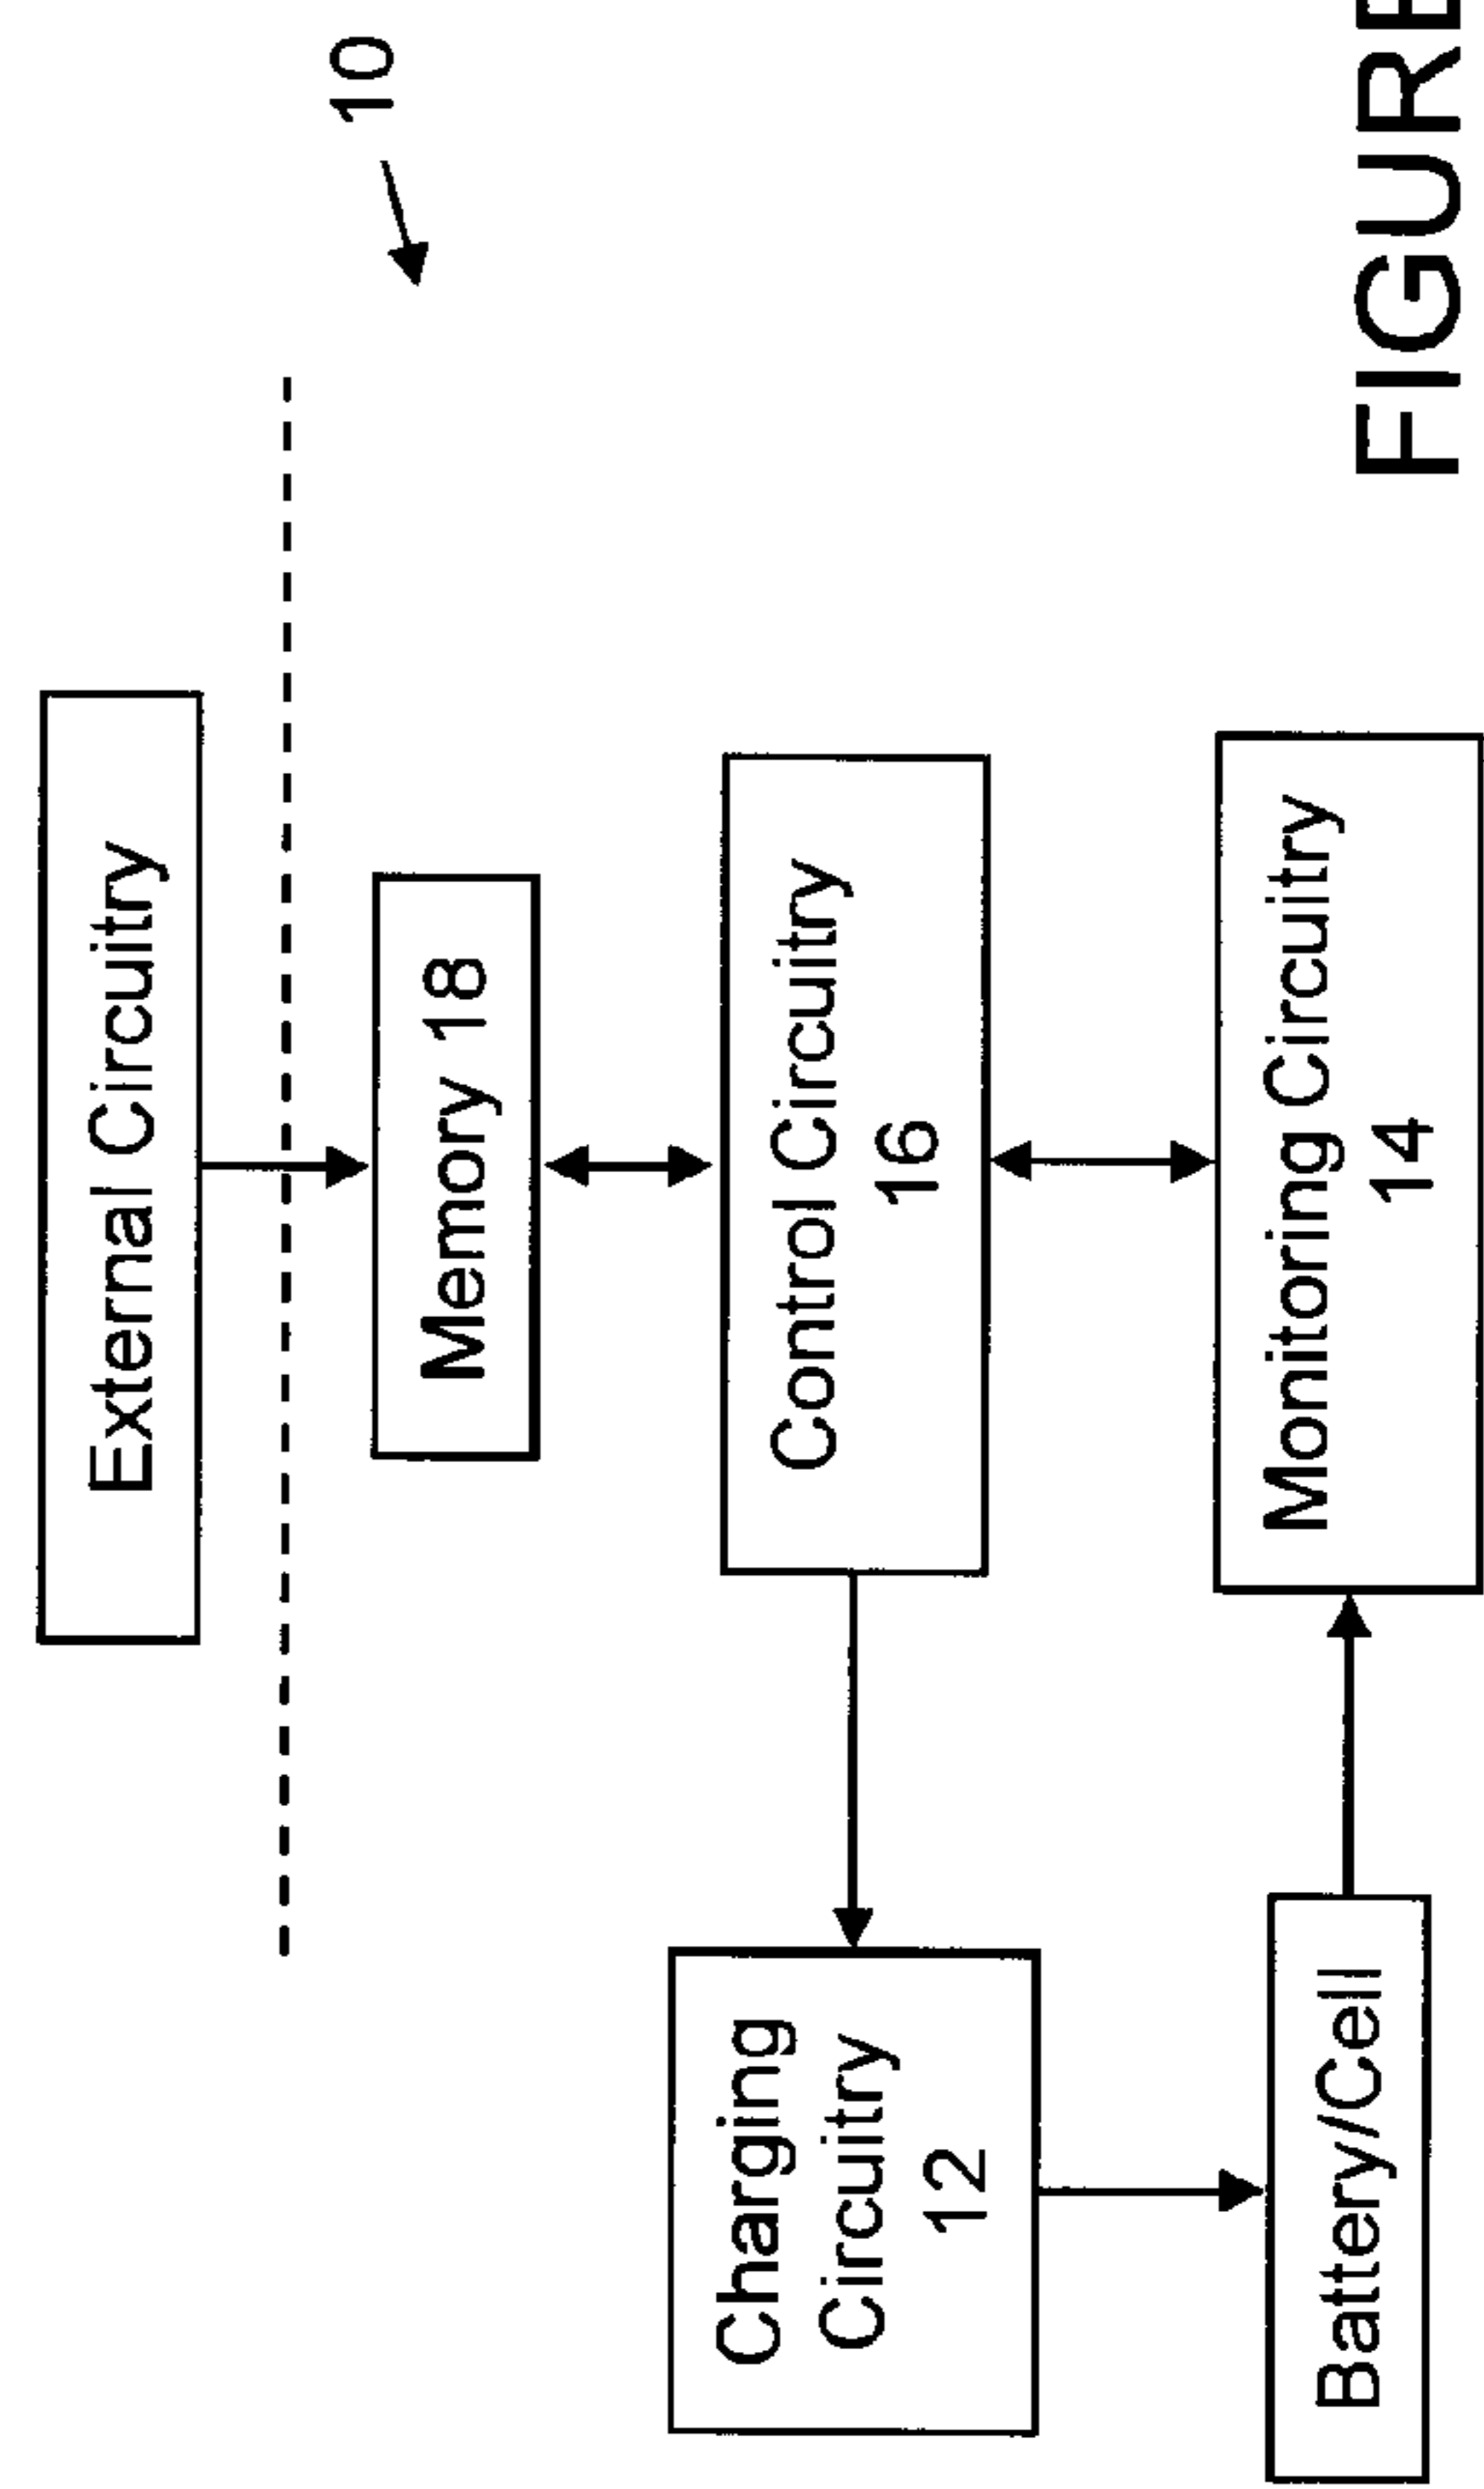 External Circuitry
10
Memory 18
Control Circuitry
16
Charging
Circuitry
12
Monitoring Circuitry
14
Battery/Cell
FIGURE